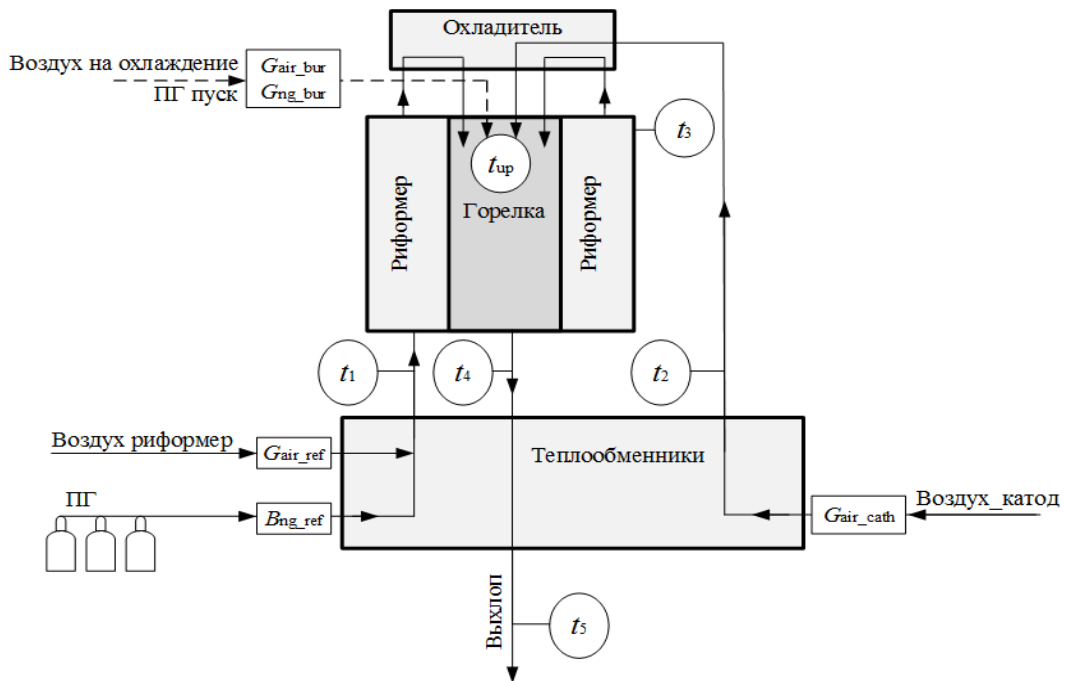 Охладитель
Воздух на охлаждение
ПГ пуск
Gair_bur
Gng_bur
t3
tup
Горелка
Риформер
Риформер
t1
t4
t2
Воздух риформер
Gair_ref
Теплообменники
ПГ
Bng_ref
Gair_cath
Воздух_катод
Выхлоп
t5